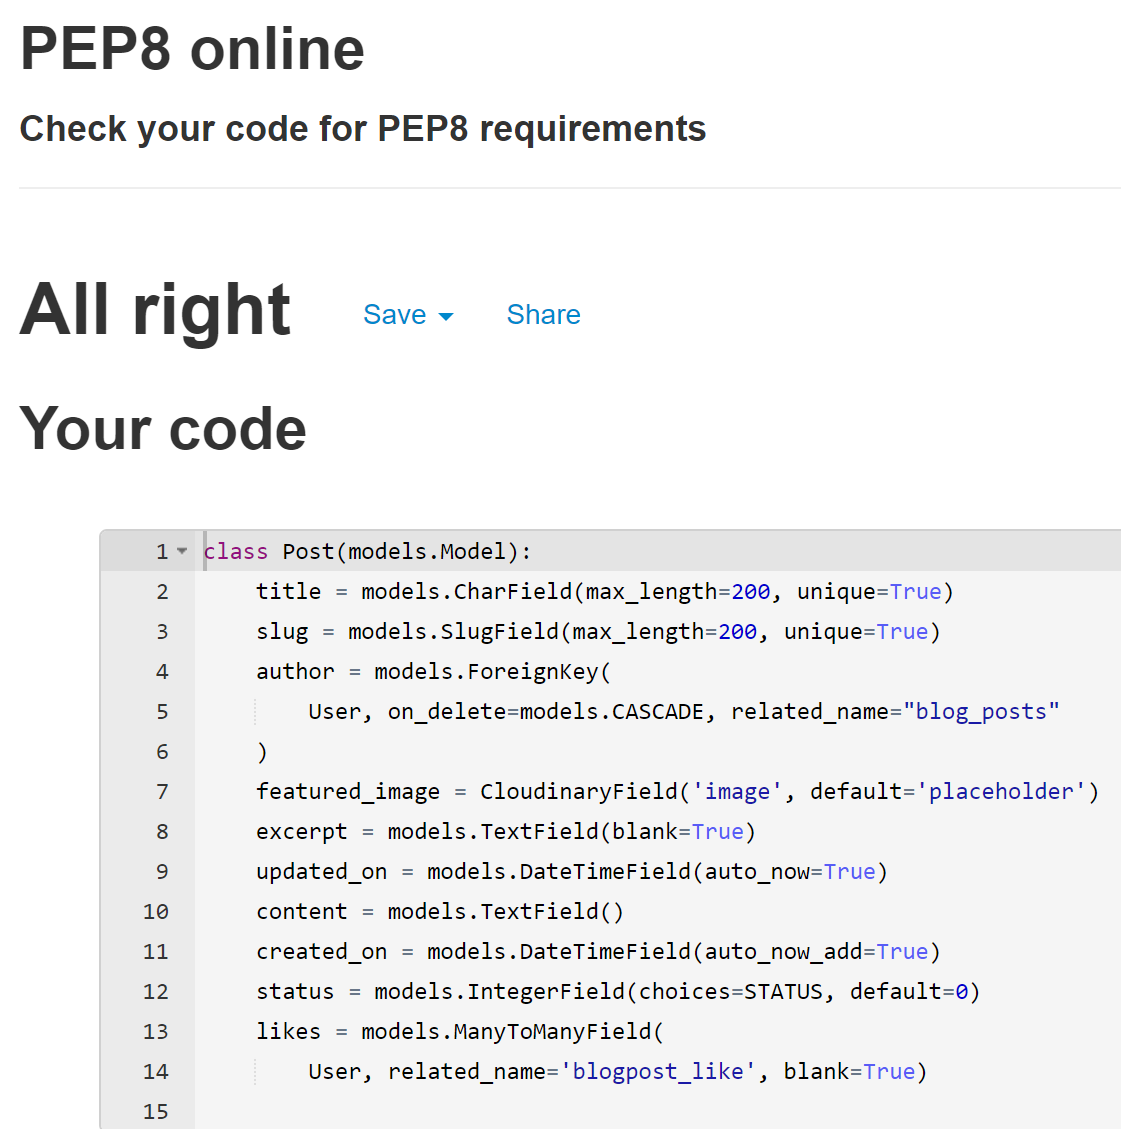 PEP8 online
Check your code for PEP8 requirements
All right Save Share
Your code
1 class Post(models.Model):
2     title = models.CharField(max_length=200, unique=True)
3     slug = models.SlugField(max_length=200, unique=True)
4     author = models.ForeignKey(
5         User, on_delete=models.CASCADE, related_name="blog_posts"
6     )
7     featured_image = CloudinaryField('image', default='placeholder')
8     excerpt = models.TextField(blank=True)
9     updated_on = models.DateTimeField(auto_now=True)
10     content = models.TextField()
11     created_on = models.DateTimeField(auto_now_add=True)
12     status = models.IntegerField(choices=STATUS, default=0)
13     likes = models.ManyToManyField(
14         User, related_name='blogpost_like', blank=True)
15